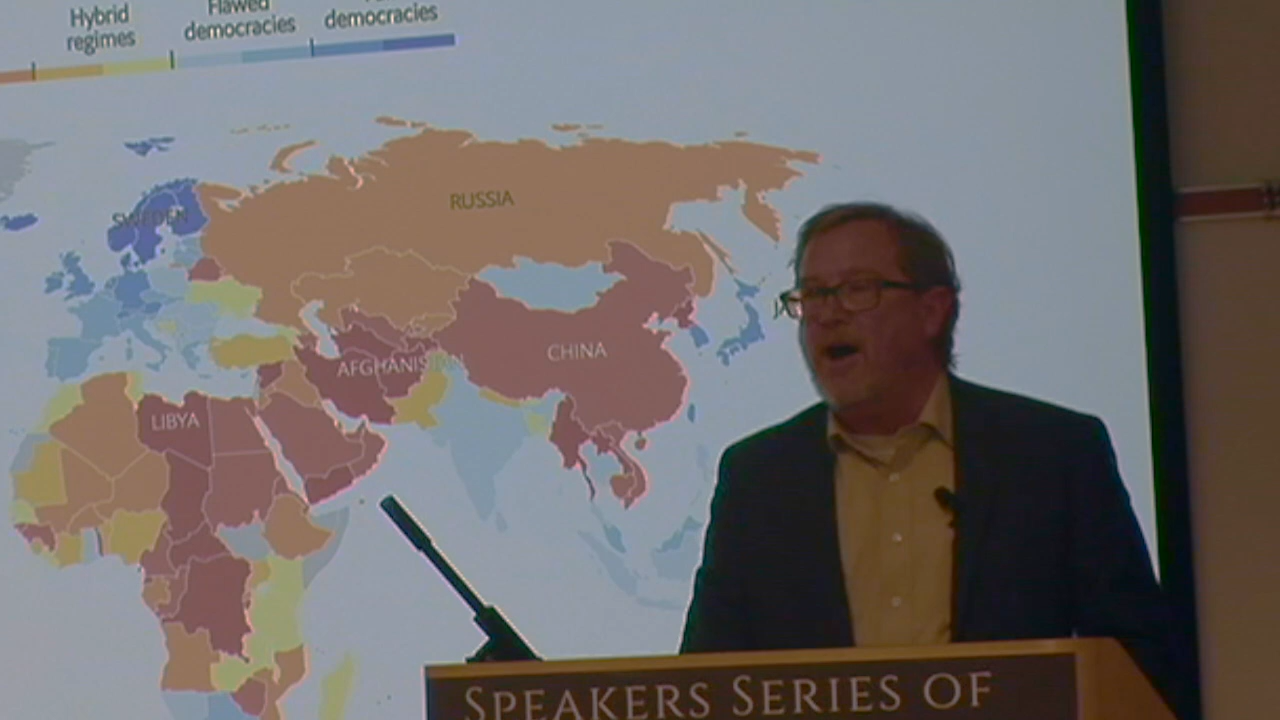 Hybrid
regimes
Flawed
democracies
democracies
RUSSIA
SWEDEN
CHINA
AFGHANISTAN
LIBYA
SPEAKERS SERIES OF